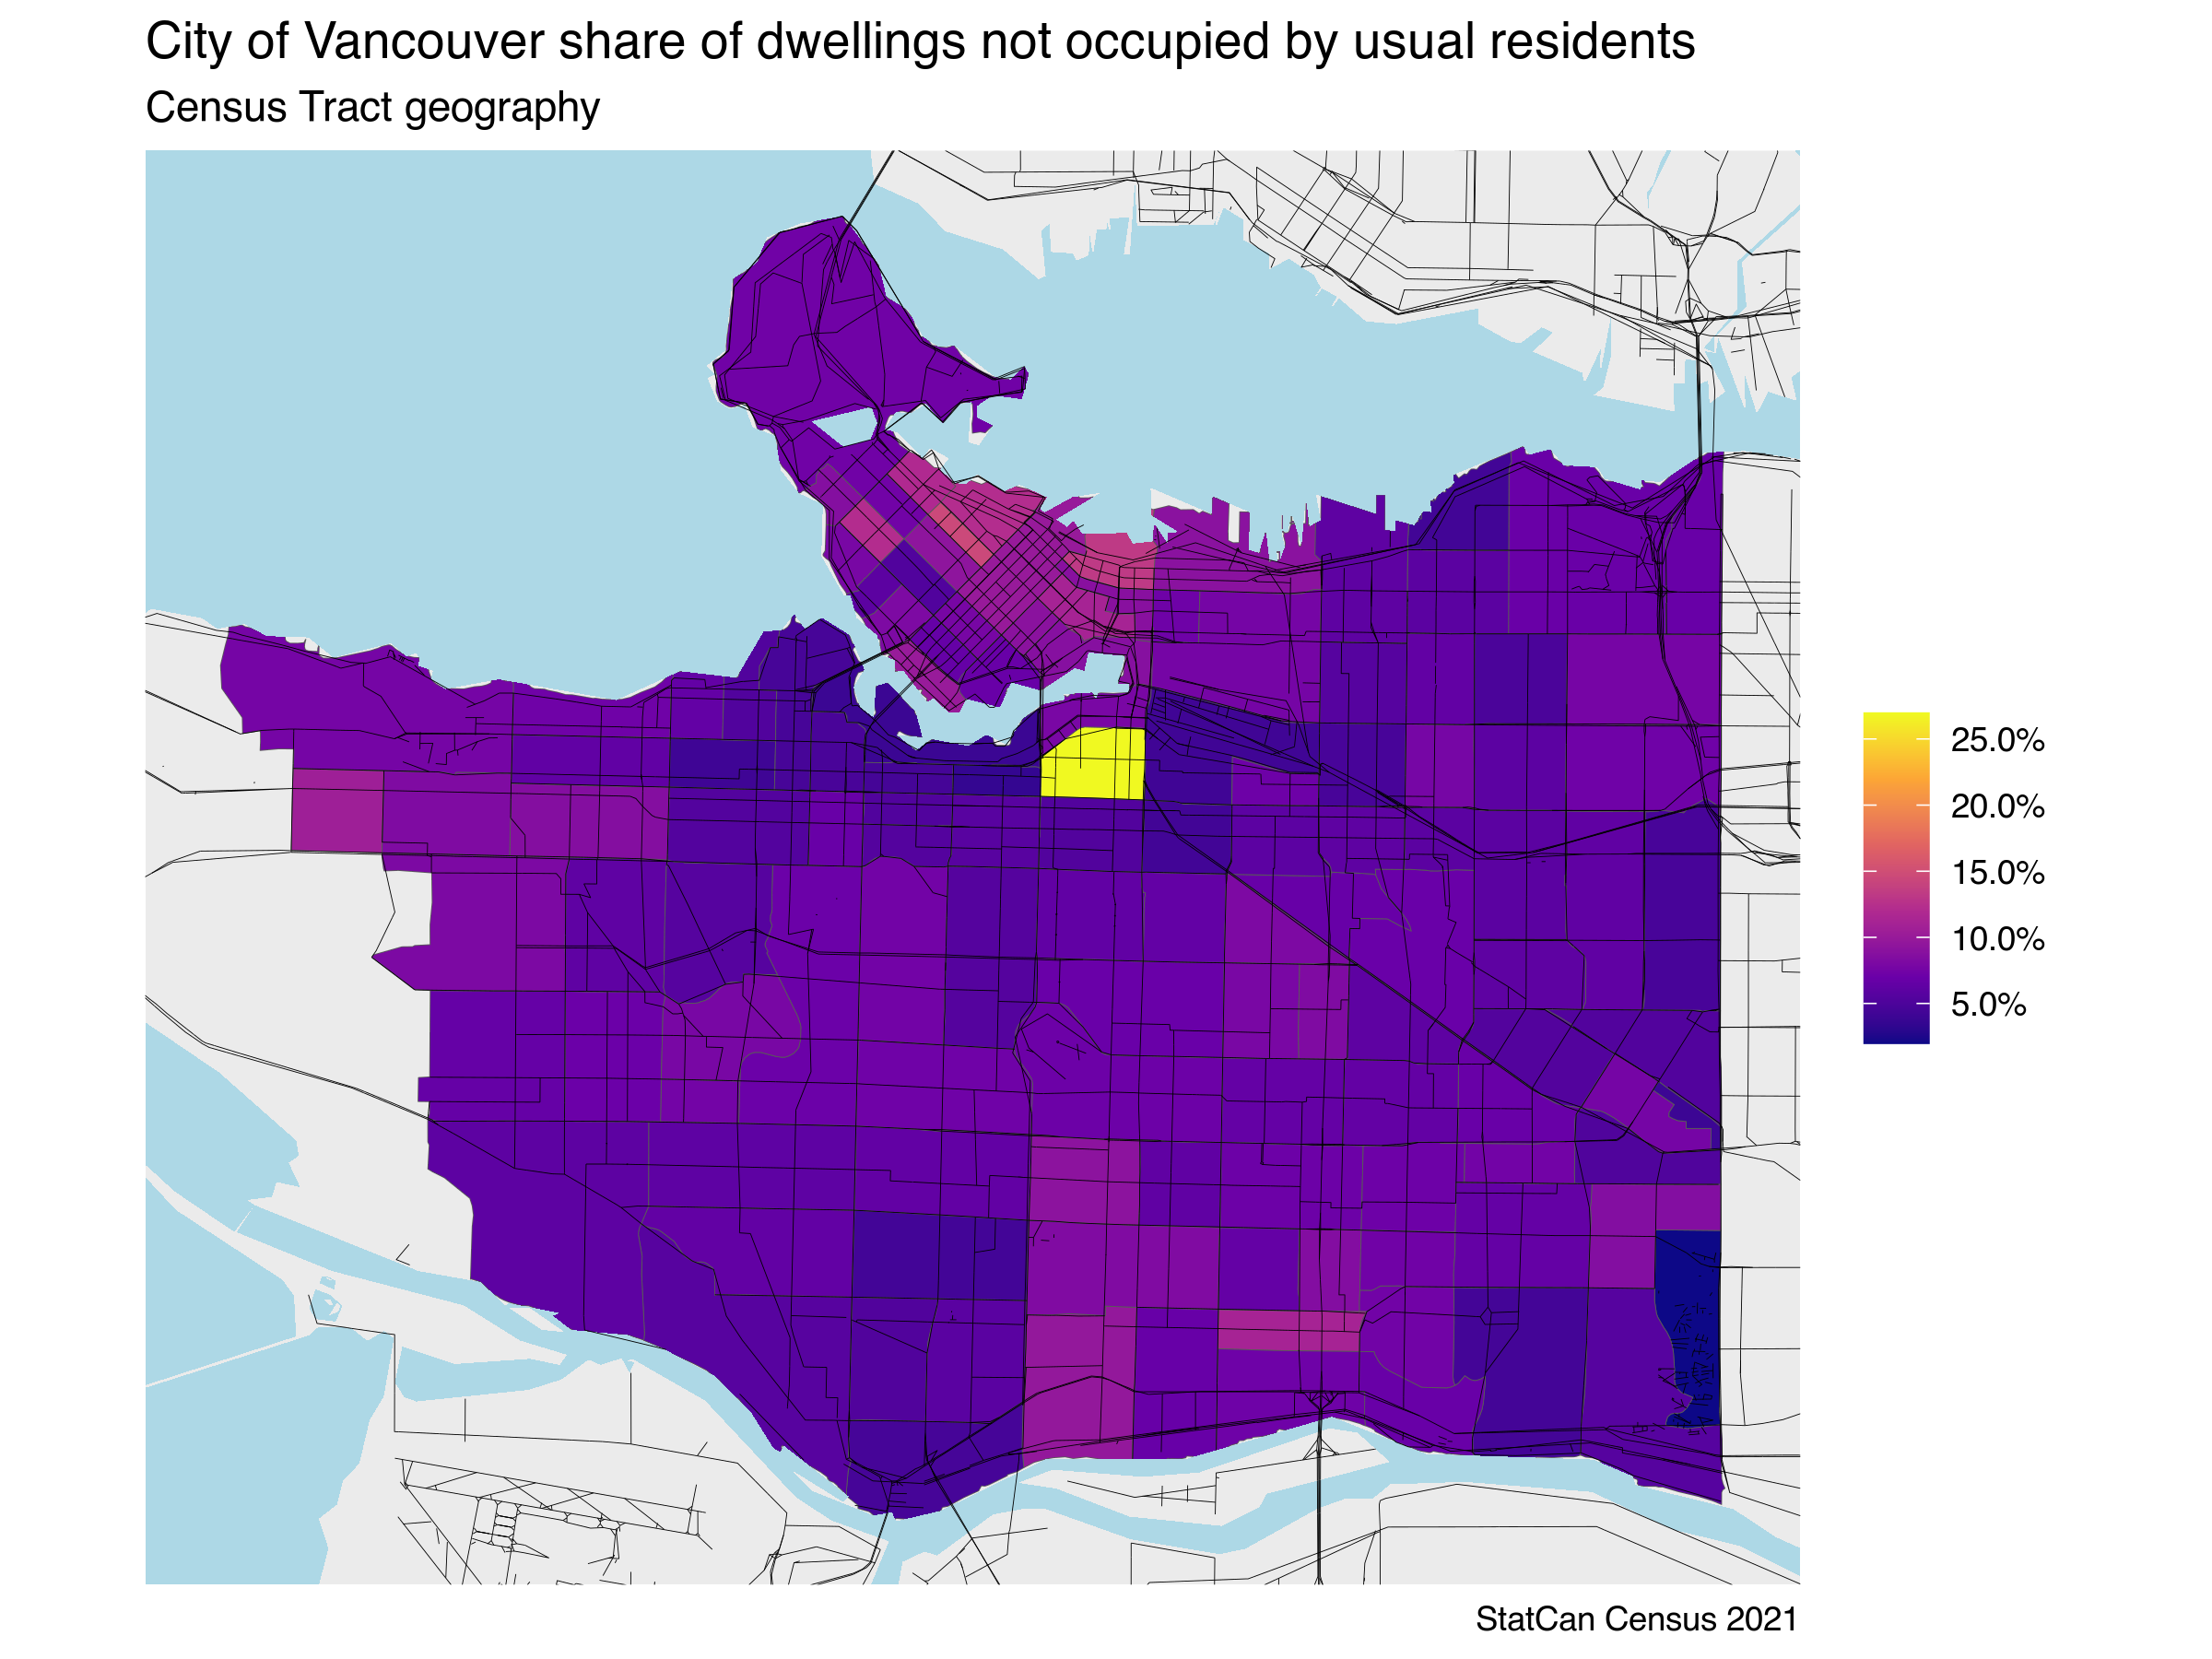 City of Vancouver share of dwellings not occupied by usual residents
Census Tract geography
25.0%
20.0%
15.0%
10.0%
5.0%
StatCan Census 2021